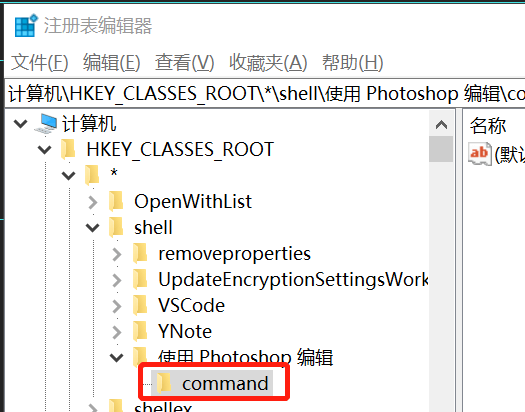 注册表编辑器
文件(F) 编辑(E) 查看(V) 收藏夹(A) 帮助(H)
计算机\HKEY_CLASSES_ROOT\*\shell\使用 Photoshop 编辑\co
计算机
名称
HKEY_CLASSES_ROOT
ab (默
*
OpenWithList
shell
removeproperties
UpdateEncryptionSettingsWork
VSCode
YNote
使用 Photoshop 编辑
command
shellex